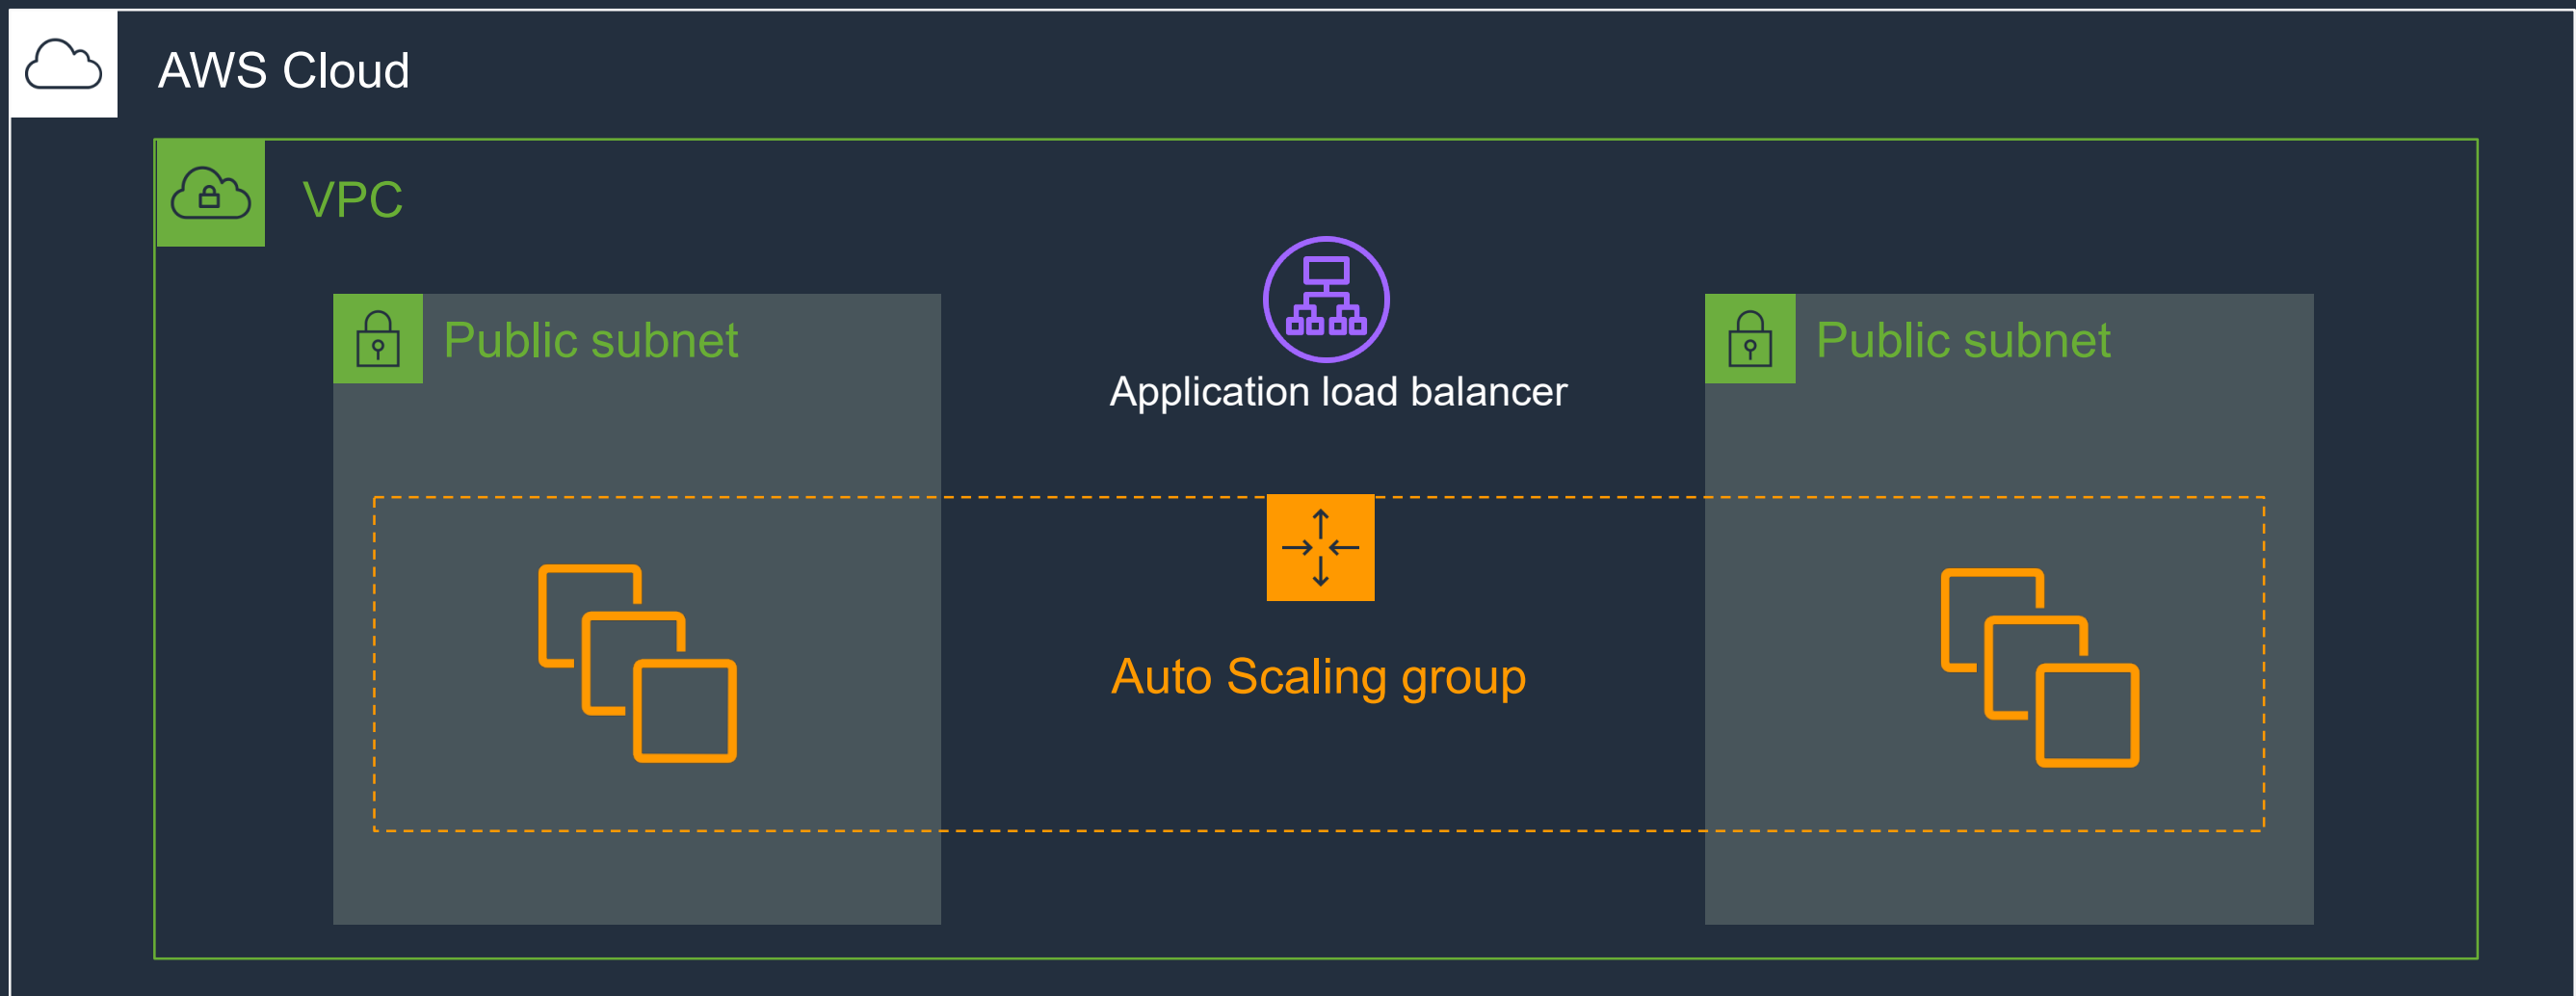 AWS Cloud
VPC
Public subnet
Application load balancer
Public subnet
Auto Scaling group